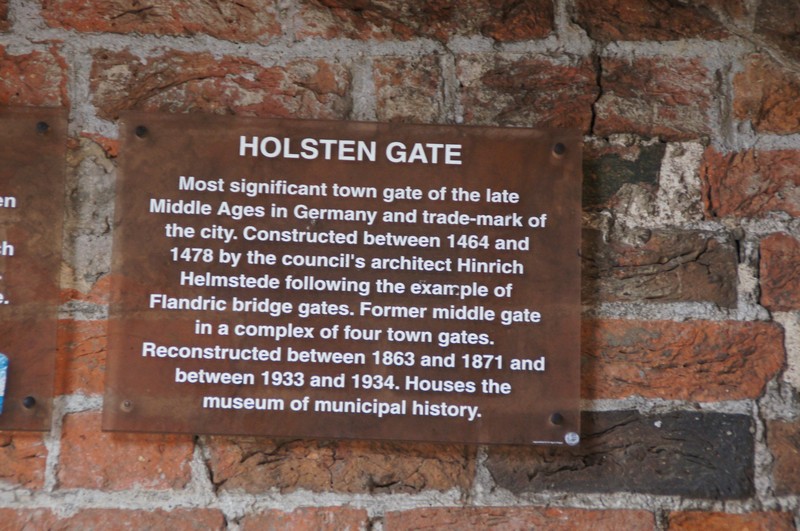 HOLSTEN GATE
Most significant town gate of the late
Middle Ages in Germany and trade-mark of
the city. Constructed between 1464 and
1478 by the council's architect Hinrich
Helmstede following the example of
Flandric bridge gates. Former middle gate
in a complex of four town gates.
Reconstructed between 1863 and 1871 and
between 1933 and 1934. Houses the
museum of municipal history.